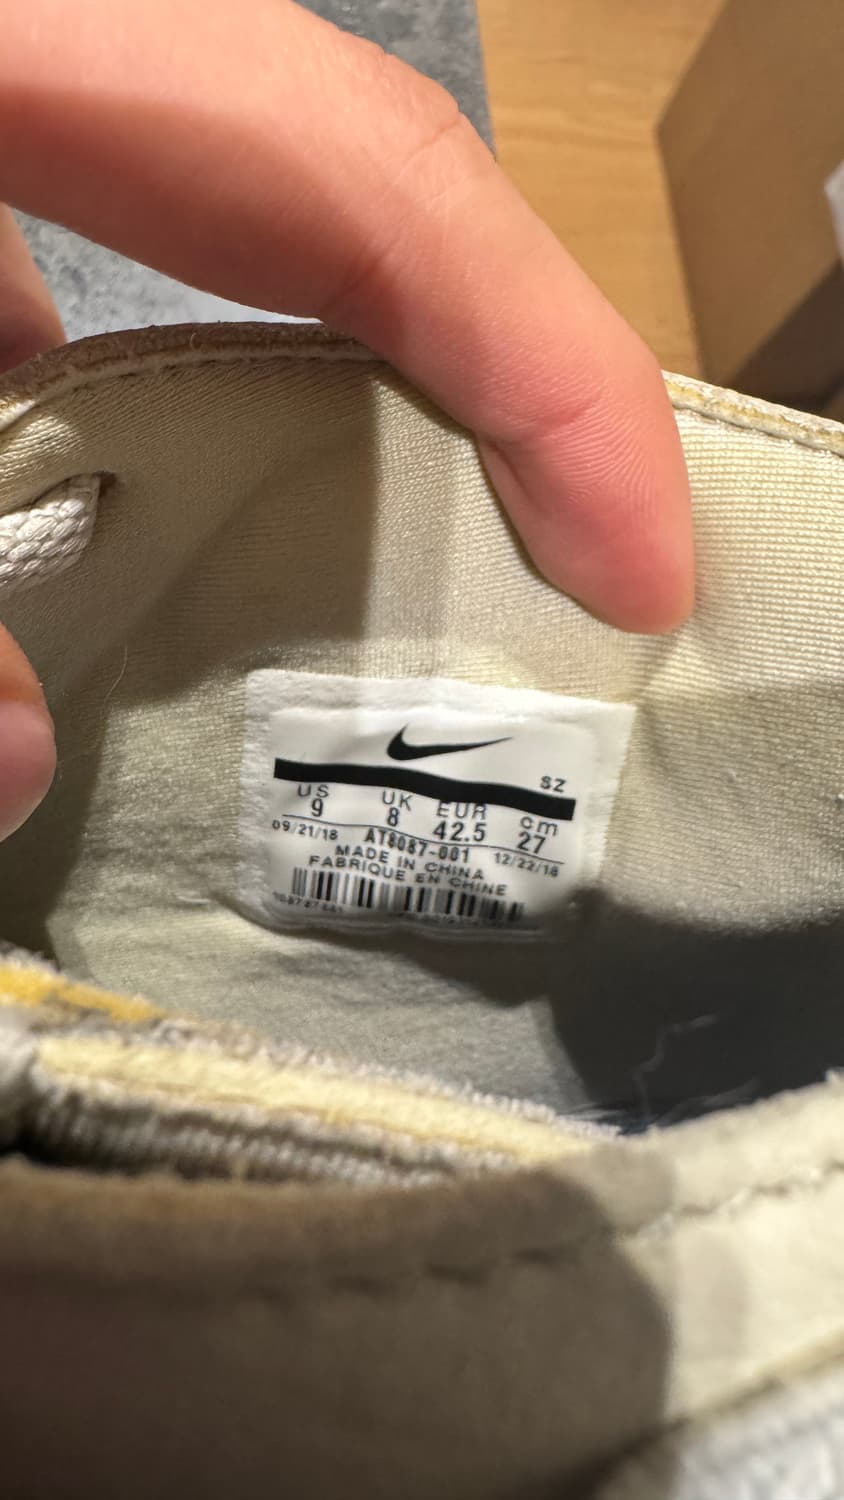 SZ
US UK EUR cm
9 8 42.5 27
09/21/18 AT8087-001 12/22/18
MADE IN CHINA
FABRIQUE EN CHINE